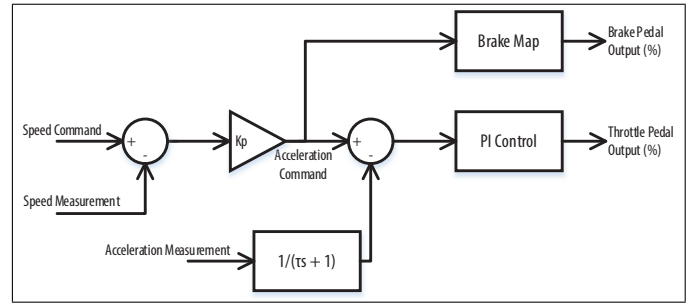 Brake Map
Brake Pedal
Output (%)
Speed Command
+
-
Kp
Acceleration
Command
+
-
PI Control
Throttle Pedal
Output (%)
Speed Measurement
Acceleration Measurement
1/(τs + 1)